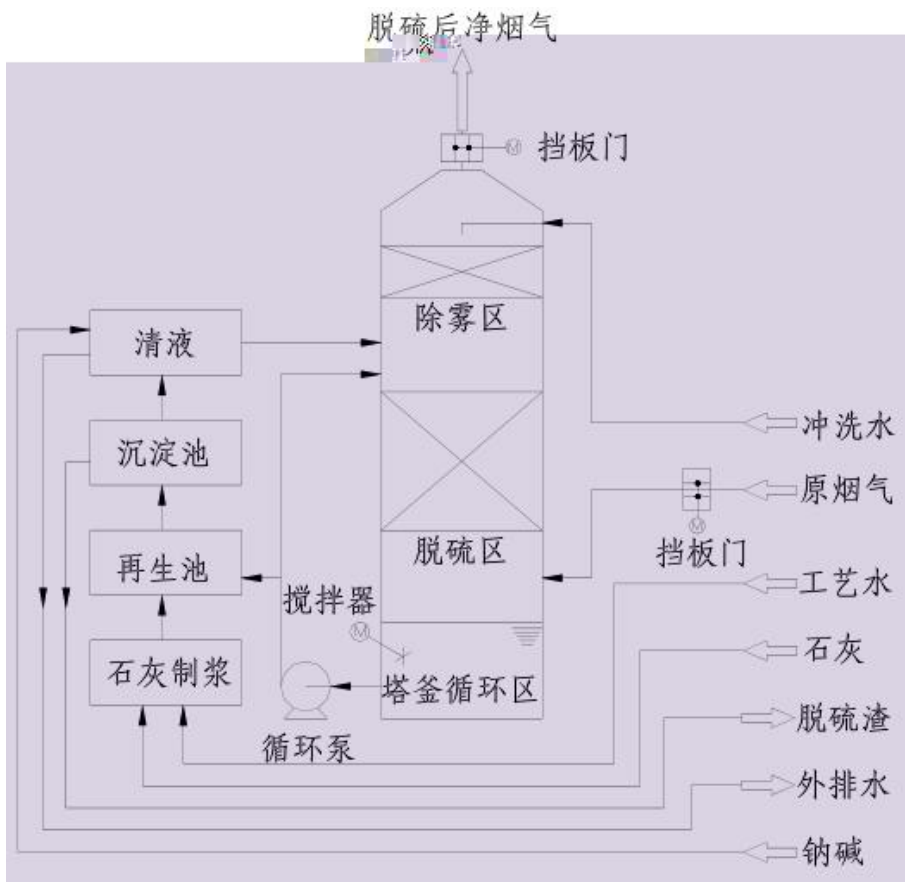 脱硫后净烟气
M
挡板门
除雾区
清液
冲洗水
沉淀池
原烟气
M
挡板门
脱硫区
再生池
工艺水
搅拌器
M
石灰
石灰制浆
塔釜循环区
脱硫渣
循环泵
外排水
钠碱